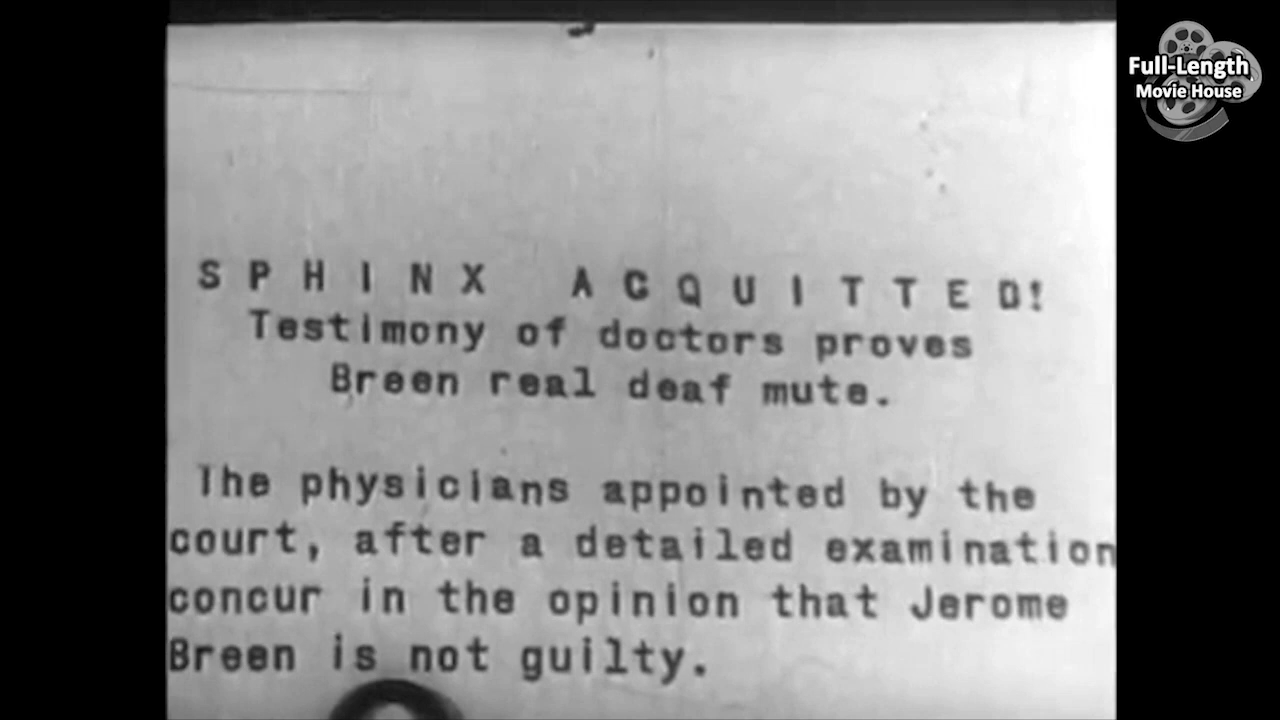 Full-Length
Movie House
SPHINX ACQUITTED!
Testimony of doctors proves
Breen real deaf mute.
The physicians appointed by the
court, after a detailed examination
concur in the opinion that Jerome
Breen is not guilty.